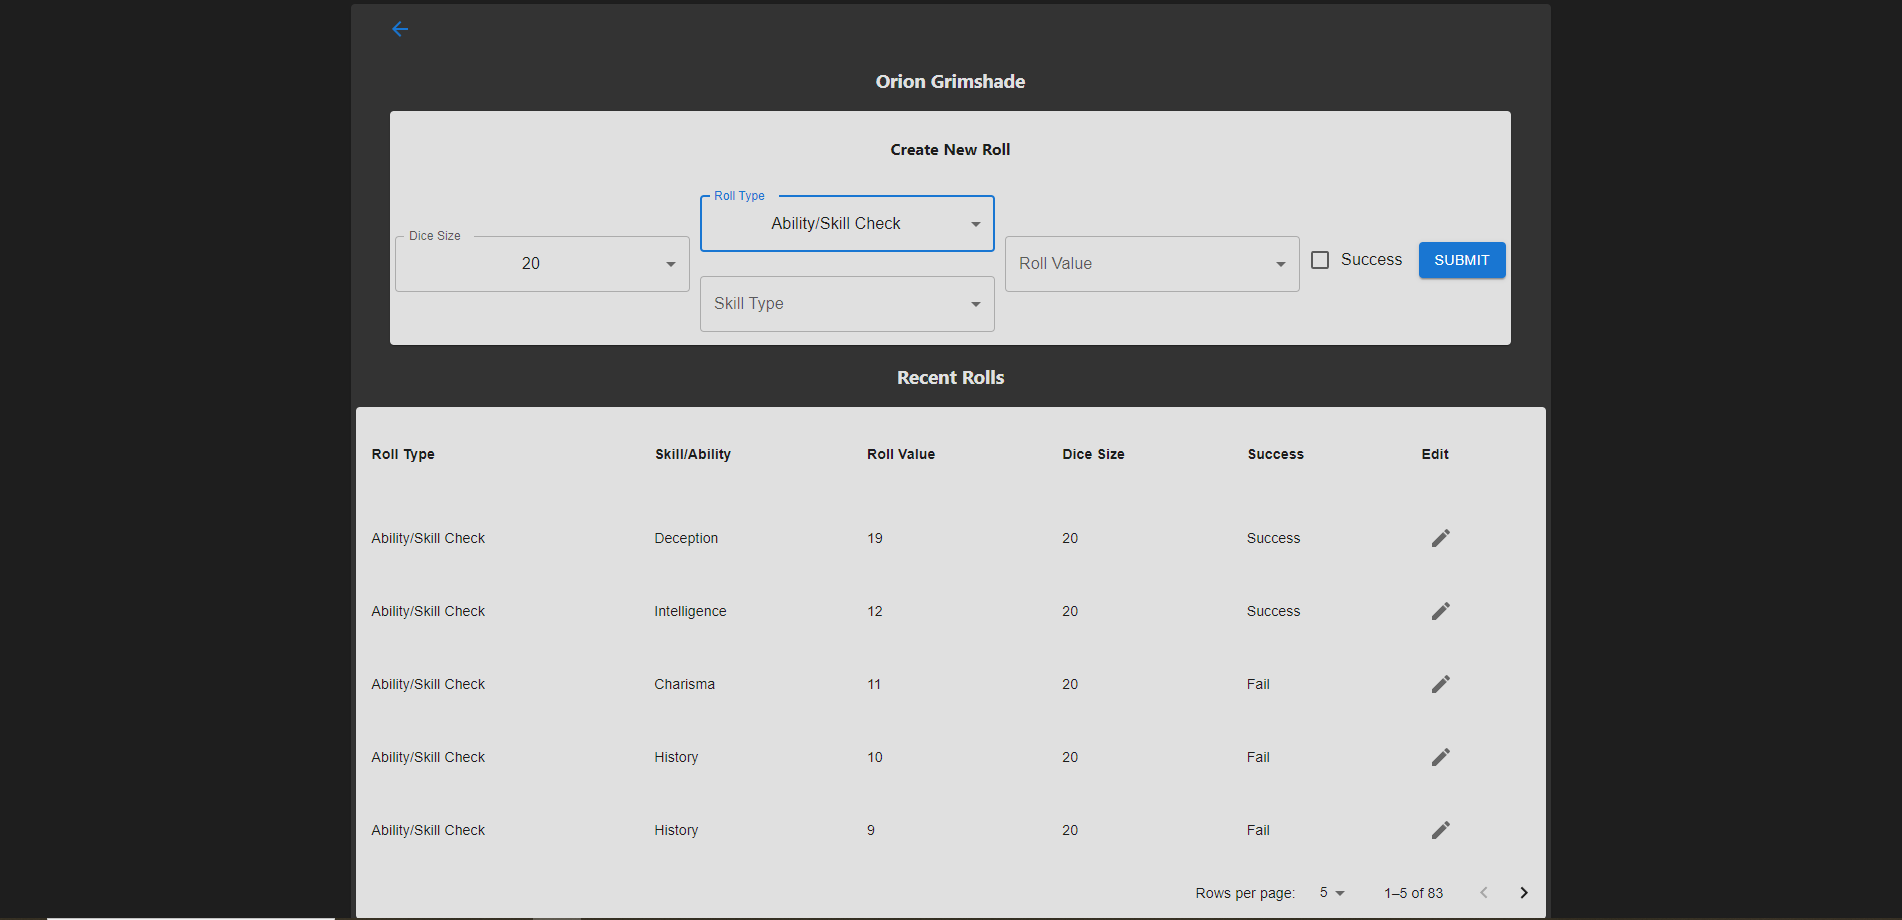 Orion Grimshade
Create New Roll
Roll Type
Ability/Skill Check
Dice Size
20
Roll Value
Success
SUBMIT
Skill Type
Recent Rolls
Roll Type Skill/Ability Roll Value Dice Size Success Edit
Ability/Skill Check Deception 19 20 Success
Ability/Skill Check Intelligence 12 20 Success
Ability/Skill Check Charisma 11 20 Fail
Ability/Skill Check History 10 20 Fail
Ability/Skill Check History 9 20 Fail
Rows per page: 5 1–5 of 83